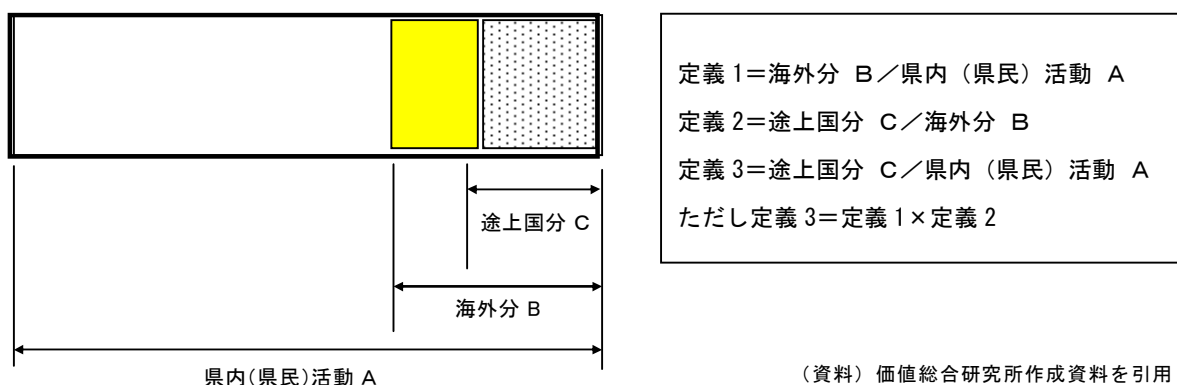 定義1=海外分 B/県内(県民)活動 A
定義2=途上国分 C/海外分 B
定義3=途上国分 C/県内(県民)活動 A
ただし定義3=定義1×定義2
途上国分 C
海外分 B
県内(県民)活動 A
(資料)価値総合研究所作成資料を引用